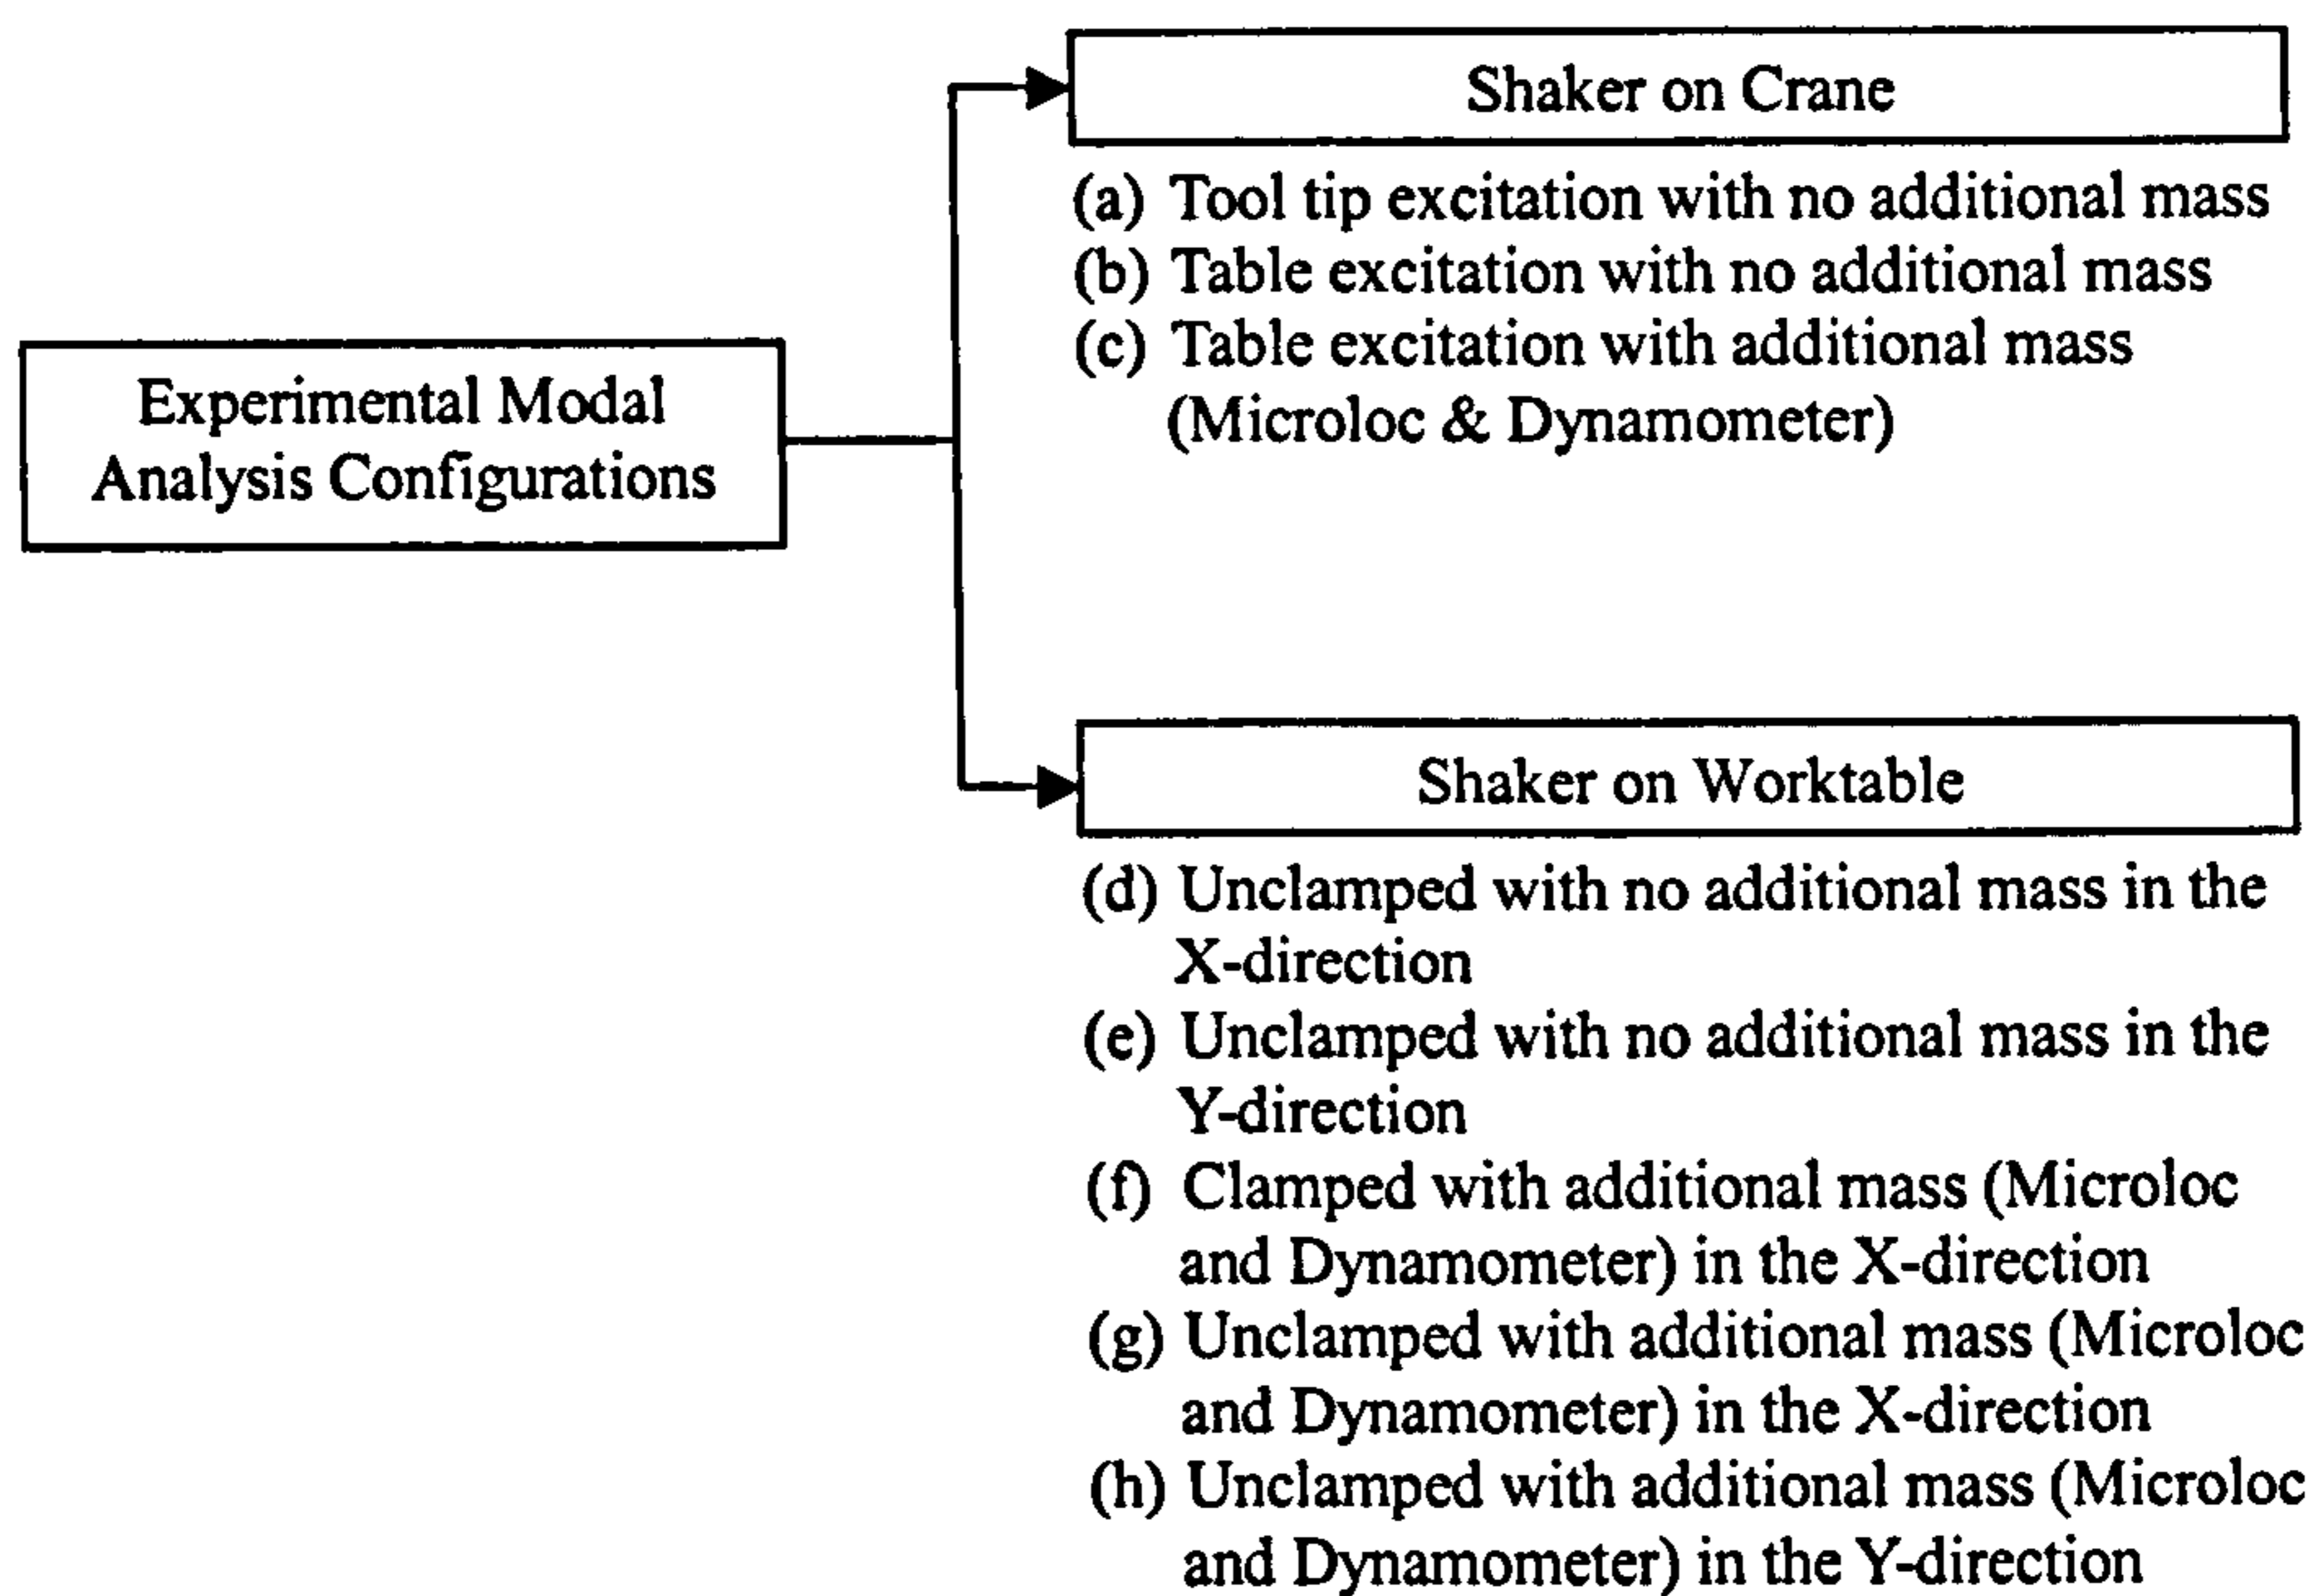 Experimental Modal
Analysis Configurations
Shaker on Crane
(a) Tool tip excitation with no additional mass
(b) Table excitation with no additional mass
(c) Table excitation with additional mass
(Microloc & Dynamometer)
Shaker on Worktable
(d) Unclamped with no additional mass in the
X-direction
(e) Unclamped with no additional mass in the
Y-direction
(f) Clamped with additional mass (Microloc
and Dynamometer) in the X-direction
(g) Unclamped with additional mass (Microloc
and Dynamometer) in the X-direction
(h) Unclamped with additional mass (Microloc
and Dynamometer) in the Y-direction